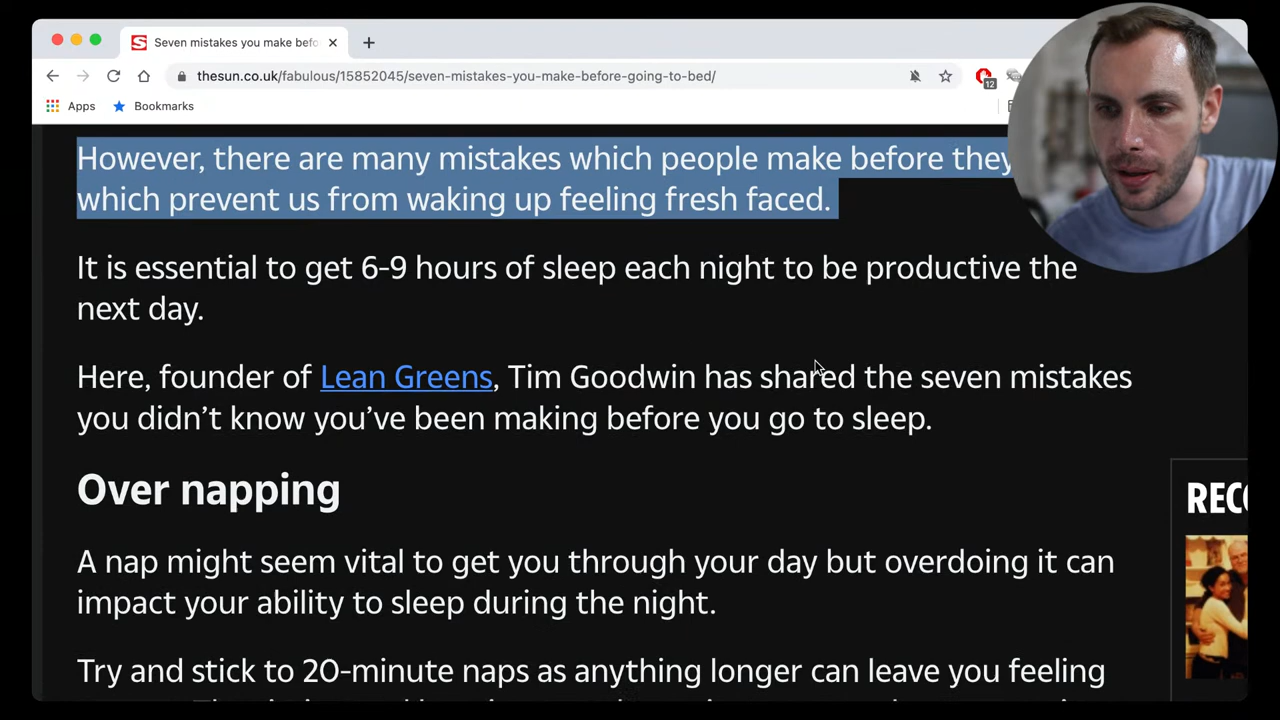 Seven mistakes you make befo
thesun.co.uk/fabulous/15852045/seven-mistakes-you-make-before-going-to-bed/
12
Apps Bookmarks
However, there are many mistakes which people make before they
which prevent us from waking up feeling fresh faced.
It is essential to get 6-9 hours of sleep each night to be productive the
next day.
Here, founder of Lean Greens, Tim Goodwin has shared the seven mistakes
you didn't know you've been making before you go to sleep.
Over napping
A nap might seem vital to get you through your day but overdoing it can
impact your ability to sleep during the night.
Try and stick to 20-minute naps as anything longer can leave you feeling
RECO